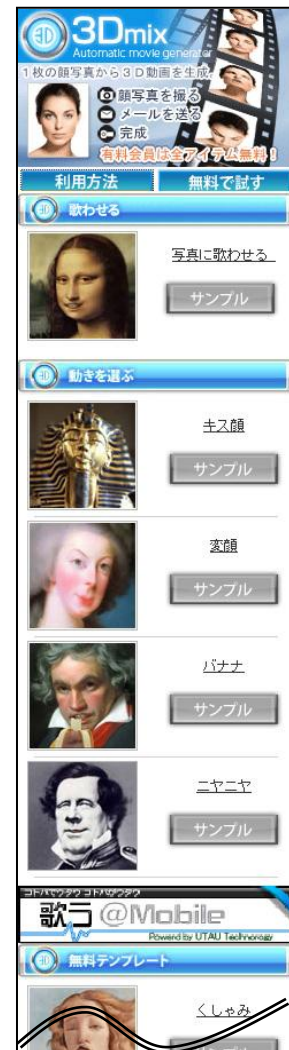 3D 3Dmix
Automatic movie generator
1枚の顔写真から3D動画を生成。
顔写真を撮る
メールを送る
完成
有料会員は全アイテム無料！
利用方法 無料で試す
3D 歌わせる
写真に歌わせる
サンプル
3D 動きを選ぶ
キス顔
サンプル
変顔
サンプル
バナナ
サンプル
ニヤニヤ
サンプル
コトバでウタウ コトバがウタウ
歌う@Mobile
Powered by UTAU Technorogy
3D 無料テンプレート
くしゃみ